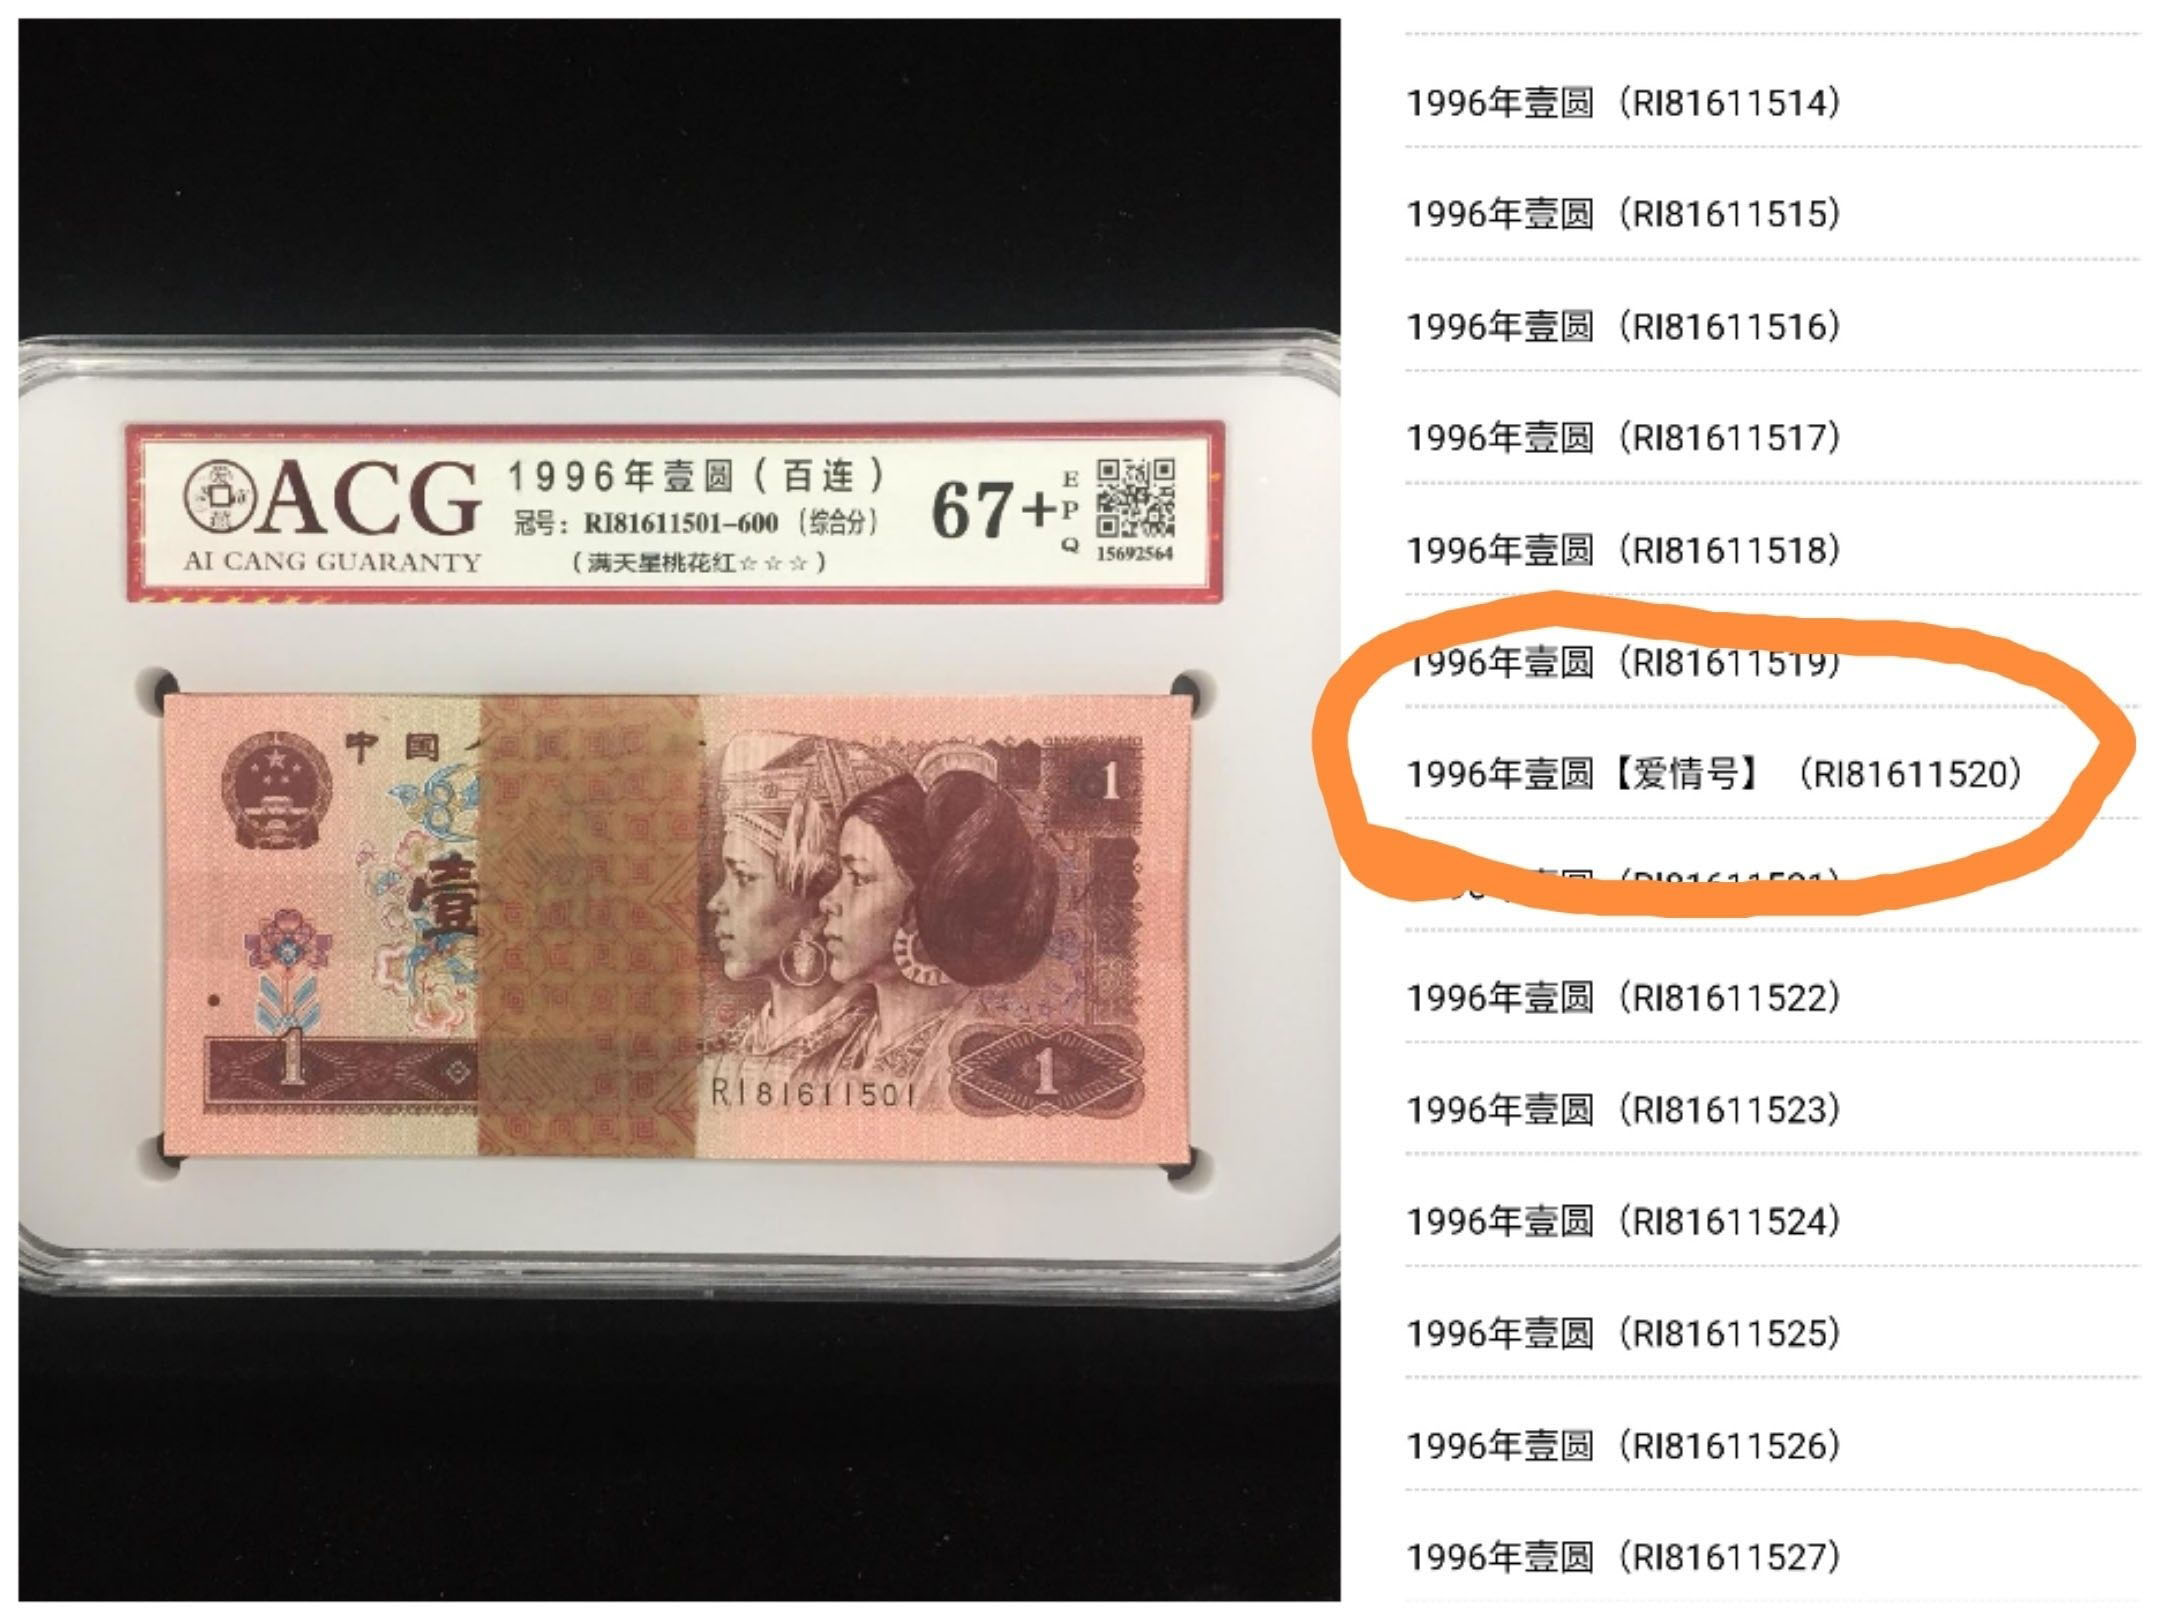 ACG
AI CANG GUARANTY
1996年壹圆(百连)
冠号:RI81611501-600 (综合分)
(满天星桃花红☆☆☆)
67+
EPQ
15692564
中国
壹
1
1
1
RI81611501
1996年壹圆(RI81611514)
1996年壹圆(RI81611515)
1996年壹圆(RI81611516)
1996年壹圆(RI81611517)
1996年壹圆(RI81611518)
1996年壹圆(RI81611519)
1996年壹圆【爱情号】(RI81611520)
1996年壹圆(RI81611522)
1996年壹圆(RI81611523)
1996年壹圆(RI81611524)
1996年壹圆(RI81611525)
1996年壹圆(RI81611526)
1996年壹圆(RI81611527)